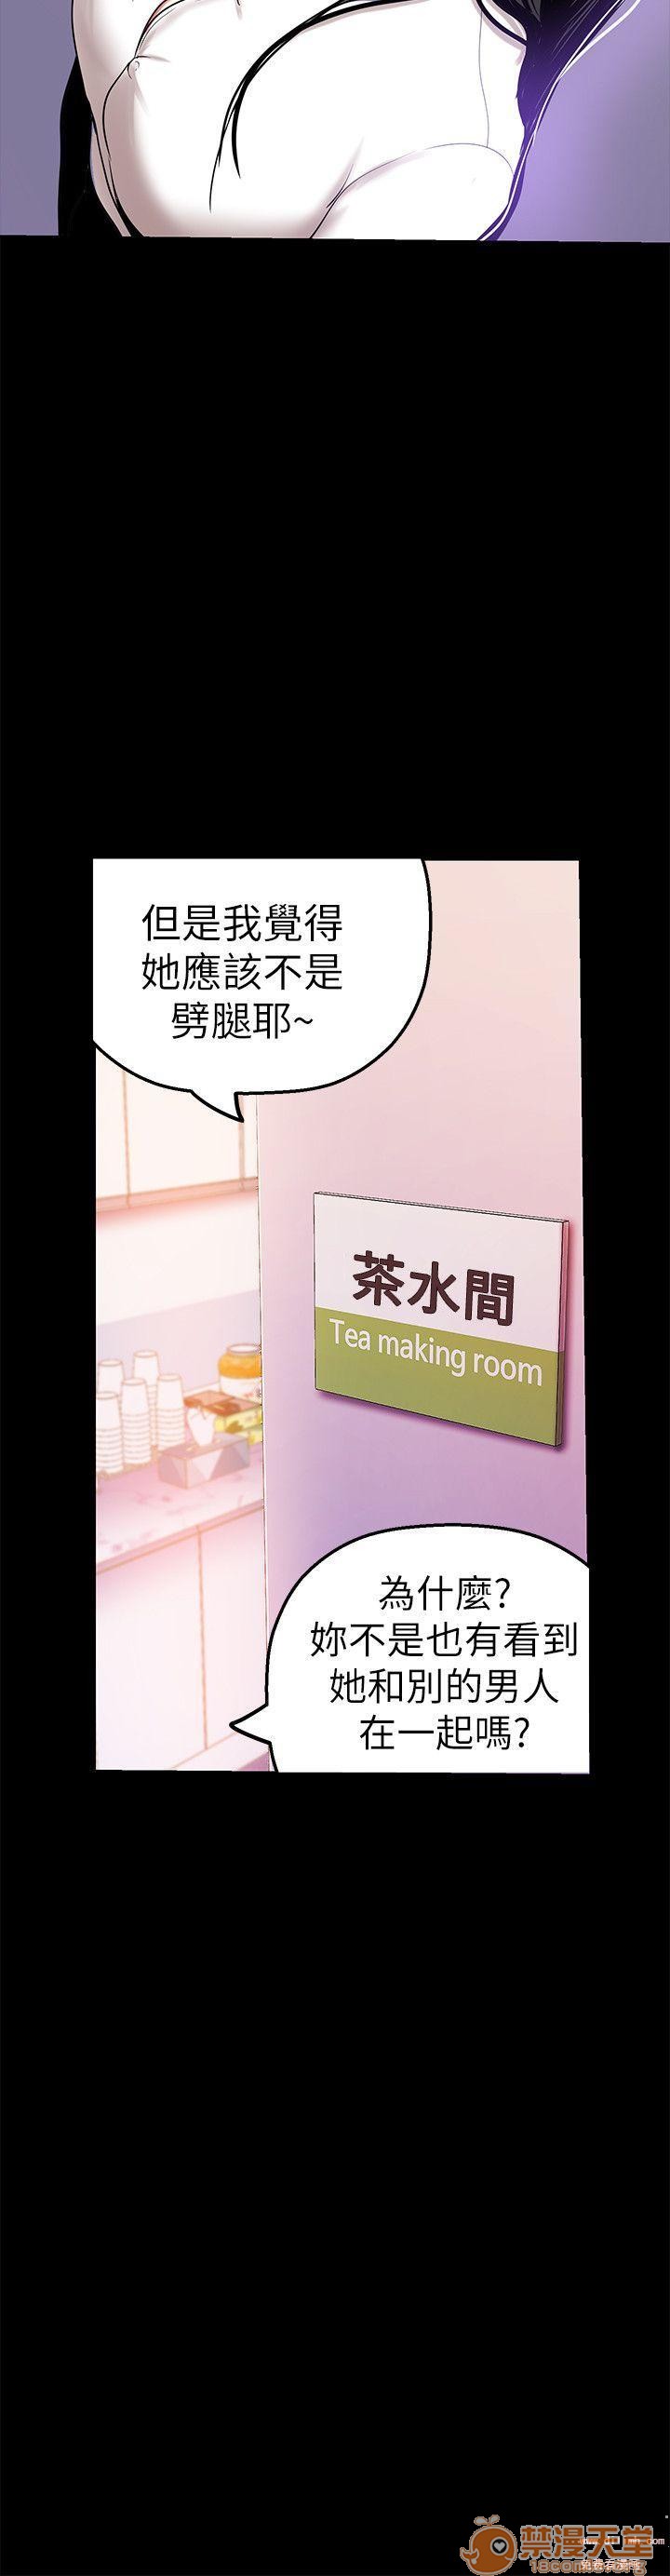 但是我覺得
她應該不是
劈腿耶~
茶水間
Tea making room
為什麼?
妳不是也有看到
她和別的男人
在一起嗎?
禁漫天堂